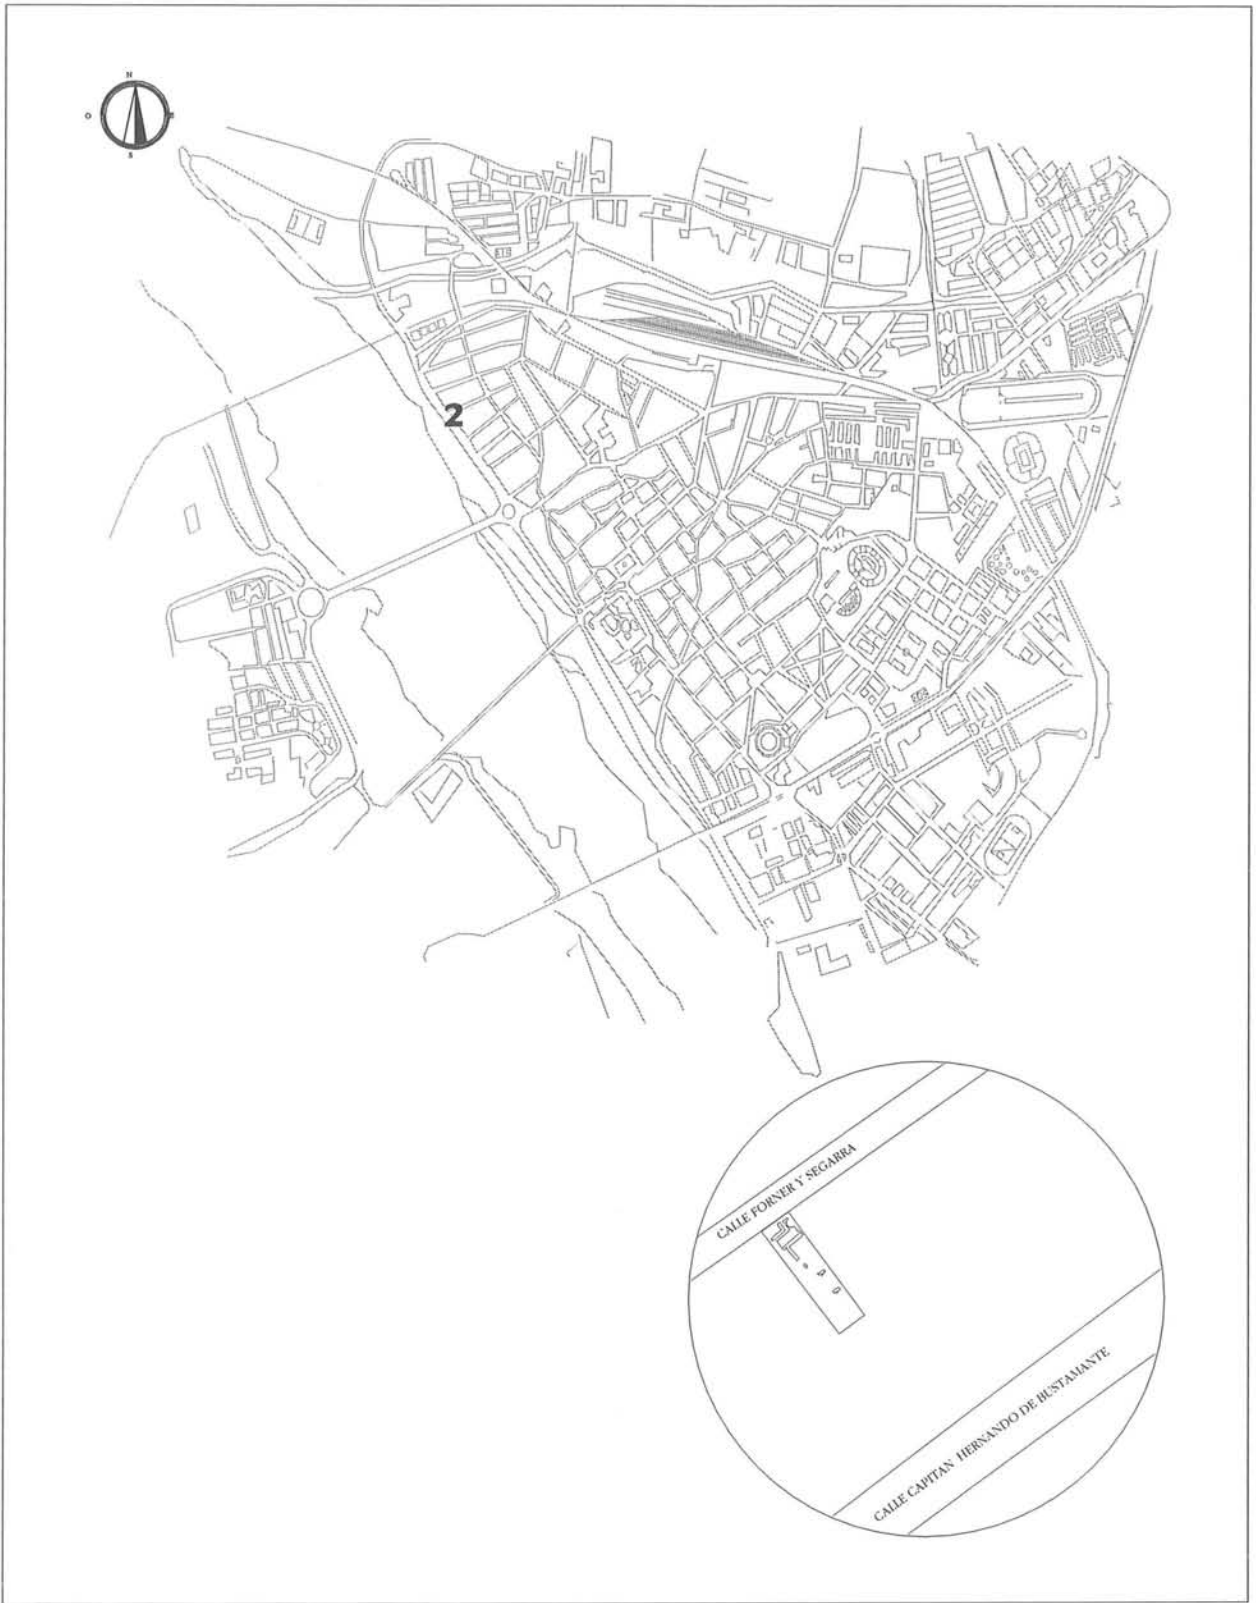 N
O E
S
2
CALLE FORNER Y SEGARRA
CALLE CAPITAN HERNANDO DE BUSTAMANTE